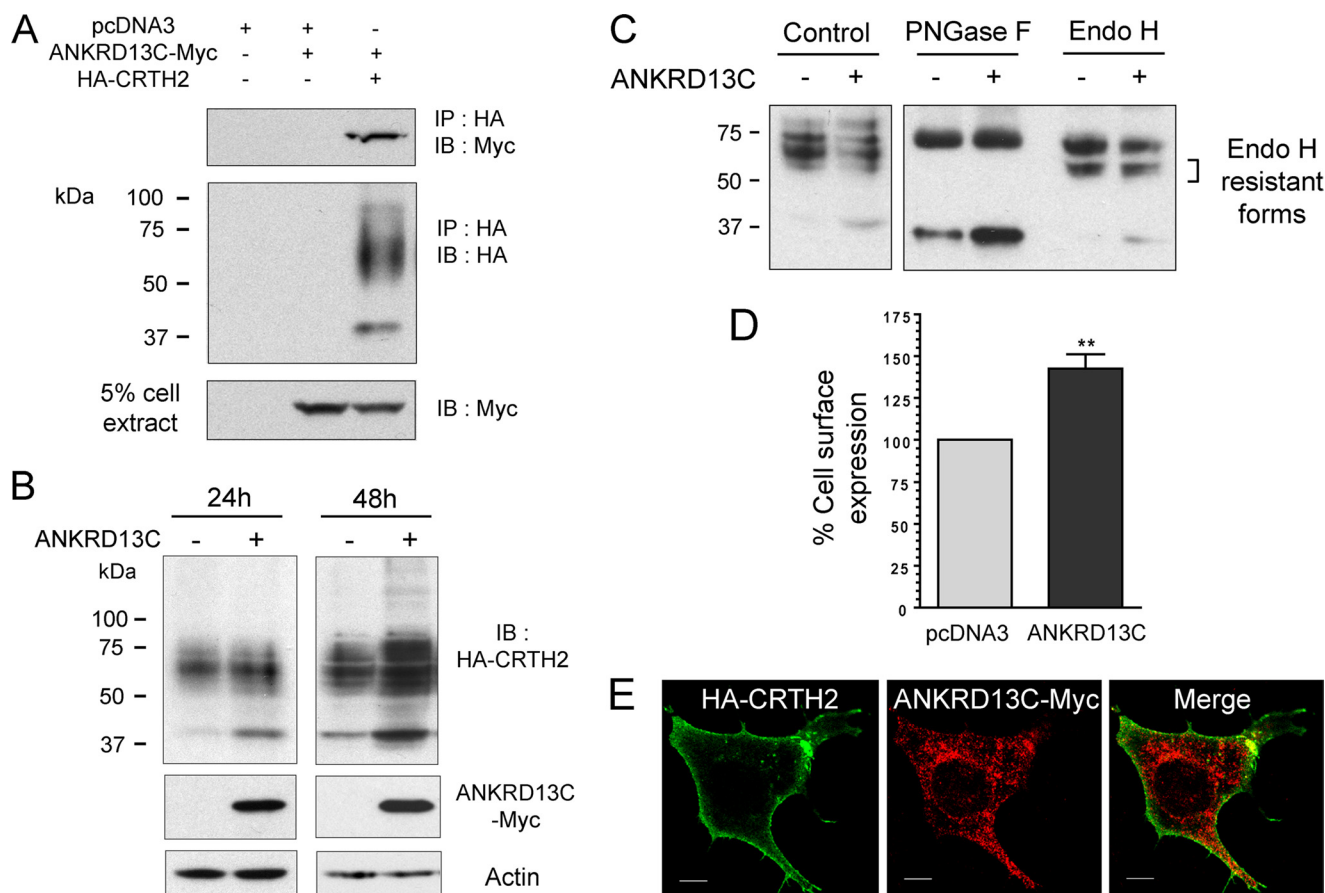 A
pcDNA3 + + -
ANKRD13C-Myc - + +
HA-CRTH2 - - +
IP : HA
IB : Myc
kDa
100
75
50
37
IP : HA
IB : HA
5% cell
extract
IB : Myc
B
24h 48h
ANKRD13C - + - +
kDa
100
75
50
37
IB :
HA-CRTH2
ANKRD13C
-Myc
Actin
C
Control PNGase F Endo H
ANKRD13C - + - + - +
75
50
37
Endo H
resistant
forms
D
% Cell surface
expression
175
150
125
100
75
50
25
0
**
pcDNA3 ANKRD13C
E
HA-CRTH2 ANKRD13C-Myc Merge